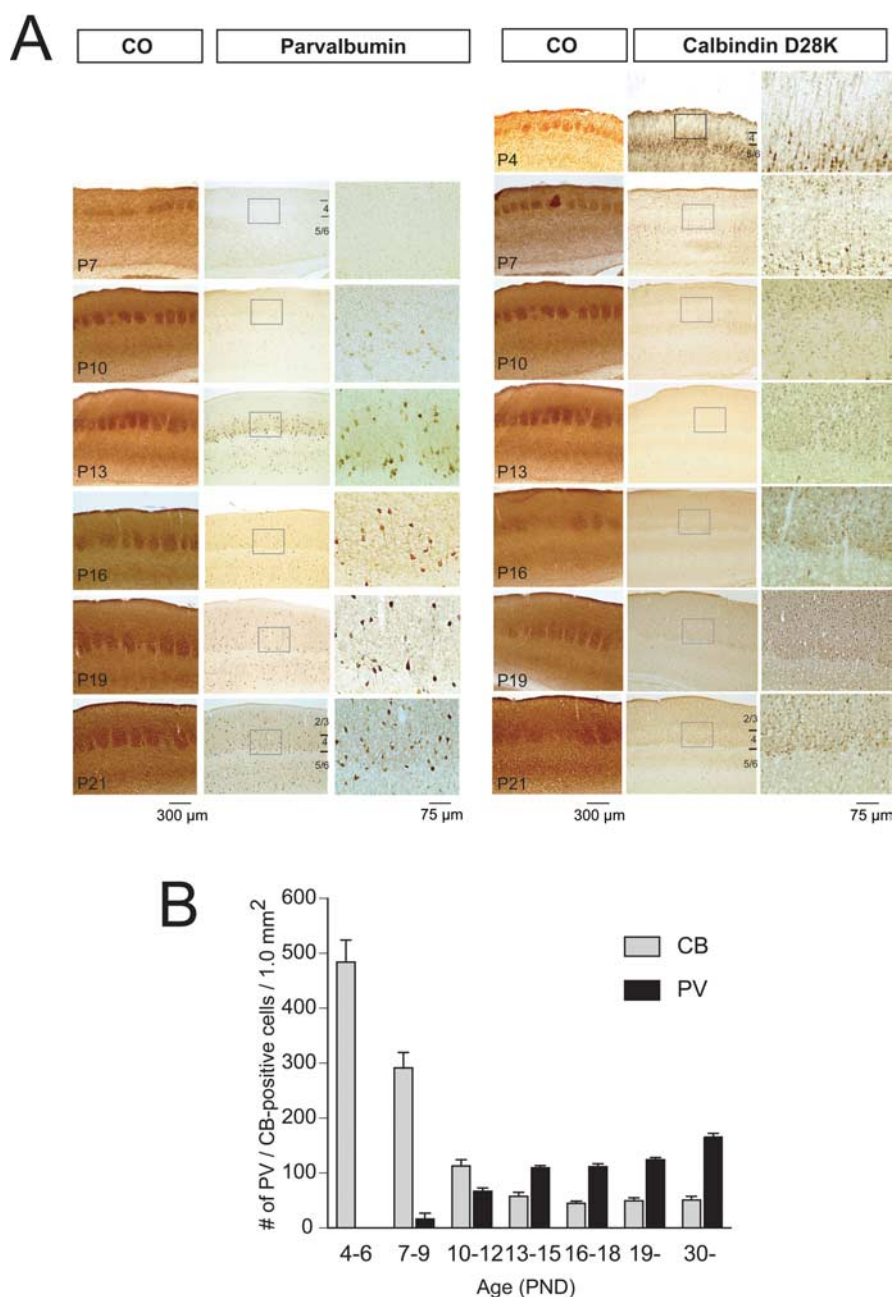 A
CO
Parvalbumin
CO
Calbindin D28K
P4
4
5/6
P7
4
5/6
P7
P10
P10
P13
P13
P16
P16
P19
P19
P21
2/3
4
5/6
P21
2/3
4
5/6
300 µm
75 µm
300 µm
75 µm
B
# of PV / CB-positive cells / 1.0 mm²
600
500
400
300
200
100
0
CB
PV
4-6 7-9 10-12 13-15 16-18 19- 30-
Age (PND)